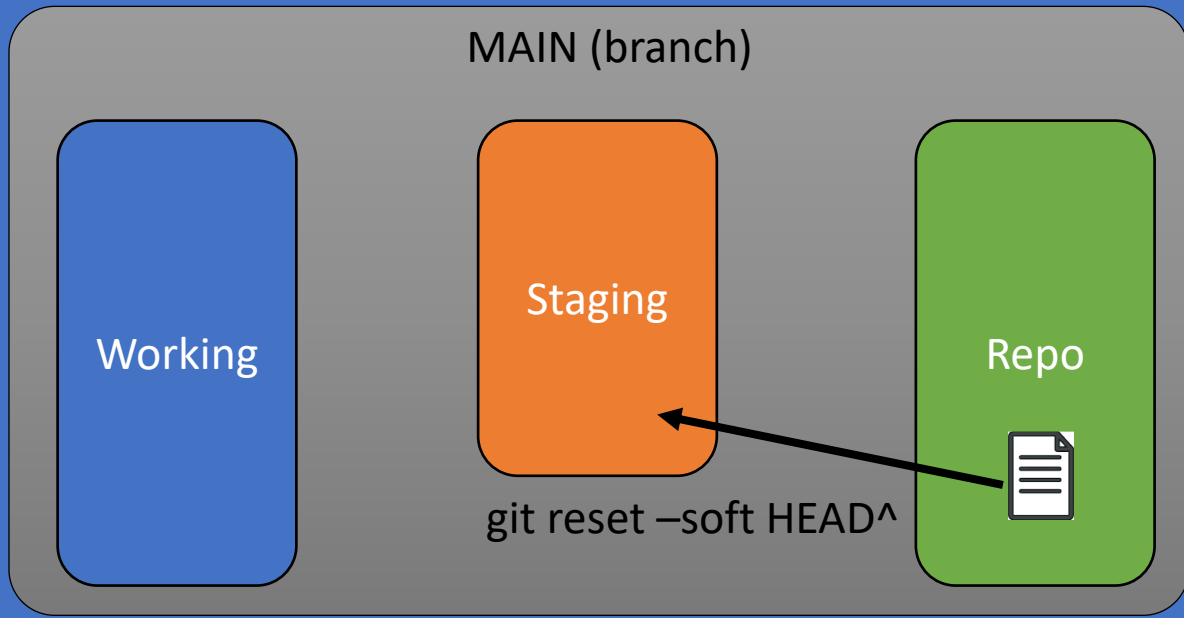 MAIN (branch)
Working
Staging
Repo
git reset –soft HEAD^